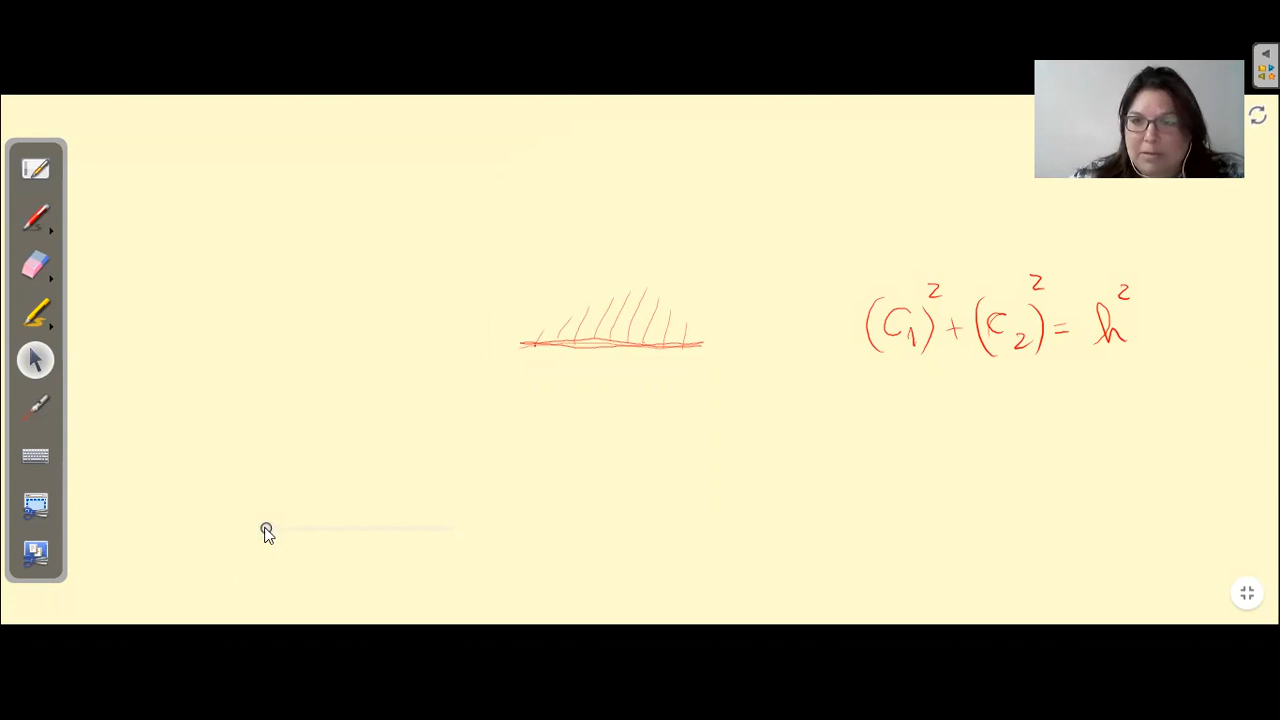 (C₁)² + (C₂)² = h²